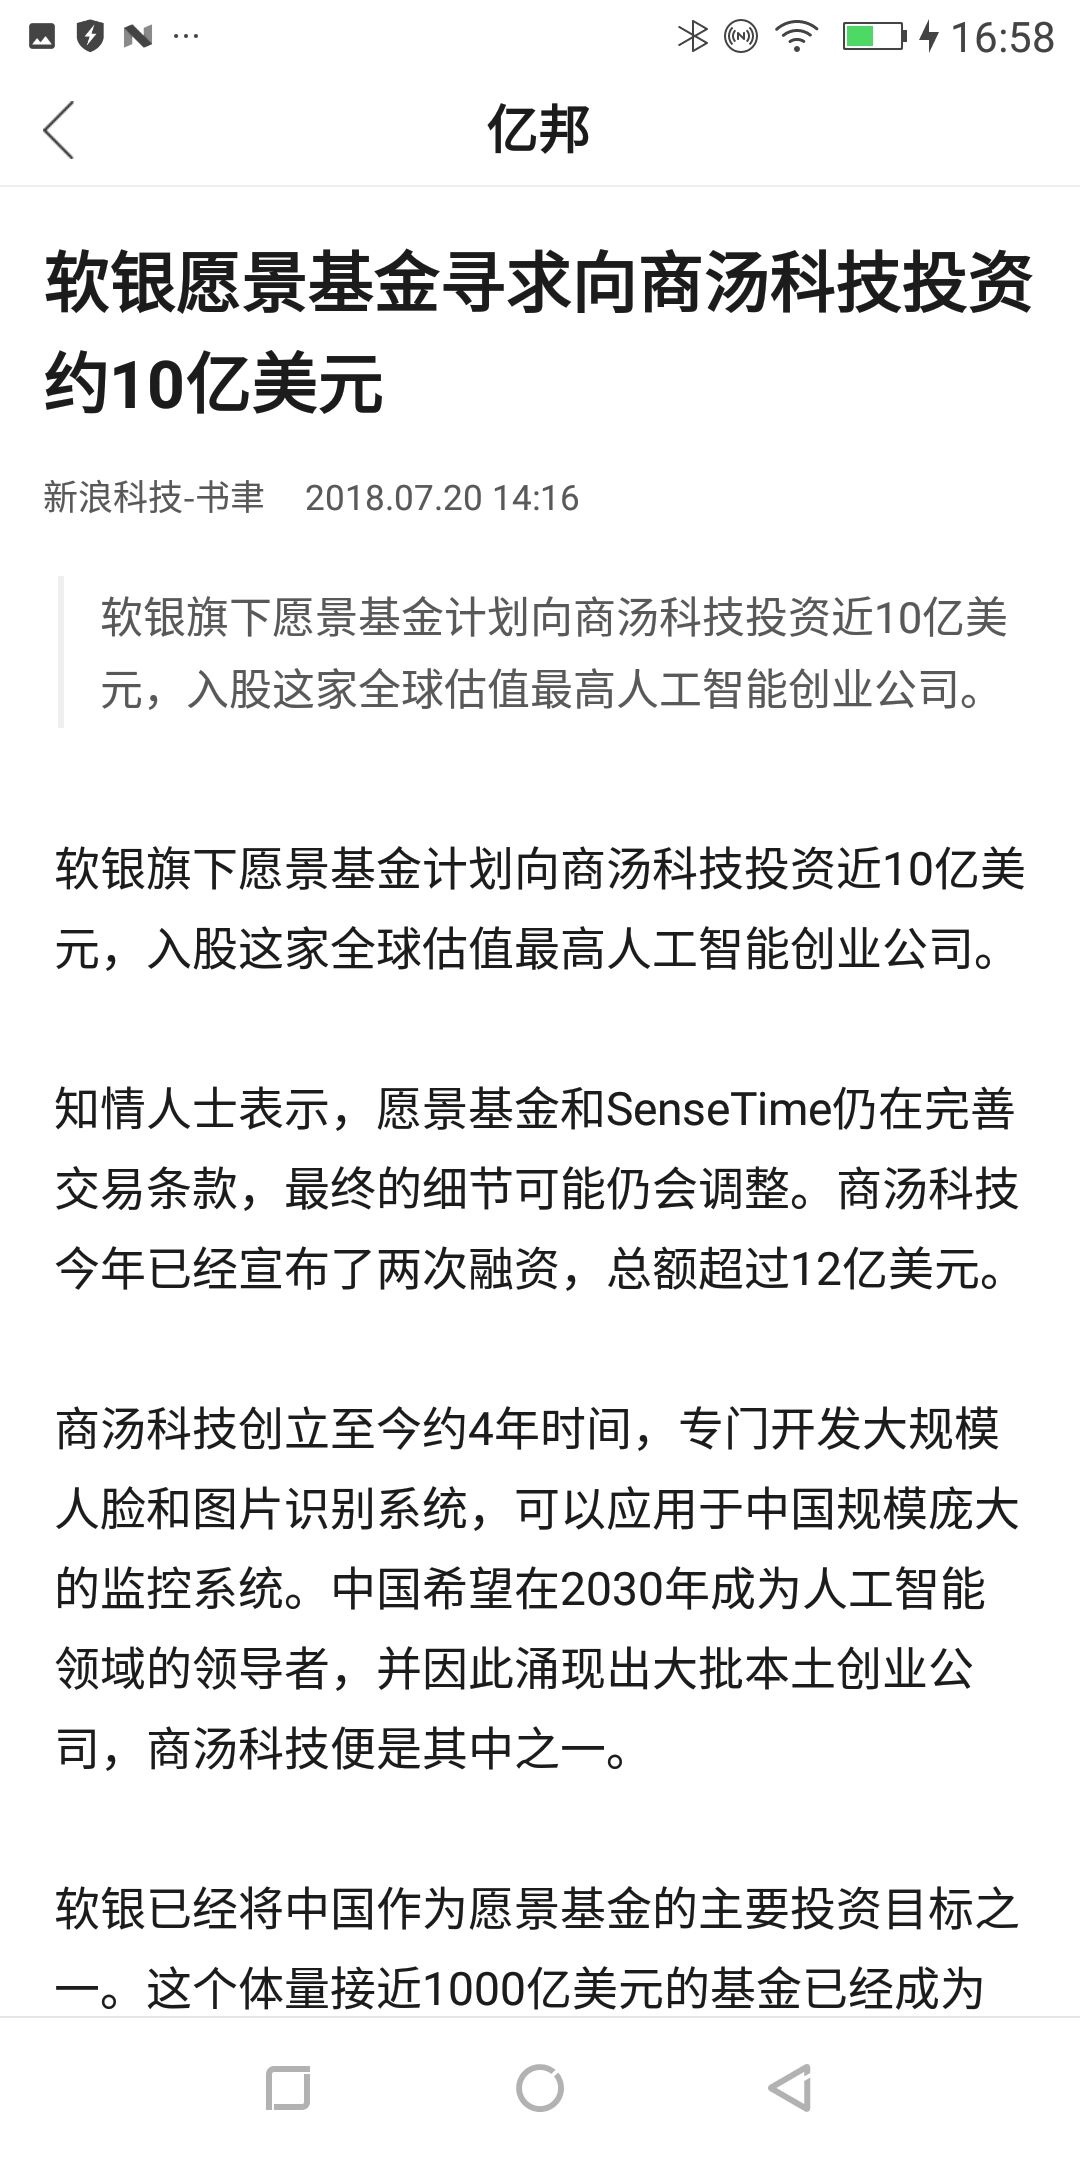 16:58
亿邦
软银愿景基金寻求向商汤科技投资
约10亿美元
新浪科技-书聿 2018.07.20 14:16
软银旗下愿景基金计划向商汤科技投资近10亿美
元，入股这家全球估值最高人工智能创业公司。
软银旗下愿景基金计划向商汤科技投资近10亿美
元，入股这家全球估值最高人工智能创业公司。
知情人士表示，愿景基金和SenseTime仍在完善
交易条款，最终的细节可能仍会调整。商汤科技
今年已经宣布了两次融资，总额超过12亿美元。
商汤科技创立至今约4年时间，专门开发大规模
人脸和图片识别系统，可以应用于中国规模庞大
的监控系统。中国希望在2030年成为人工智能
领域的领导者，并因此涌现出大批本土创业公
司，商汤科技便是其中之一。
软银已经将中国作为愿景基金的主要投资目标之
一。这个体量接近1000亿美元的基金已经成为